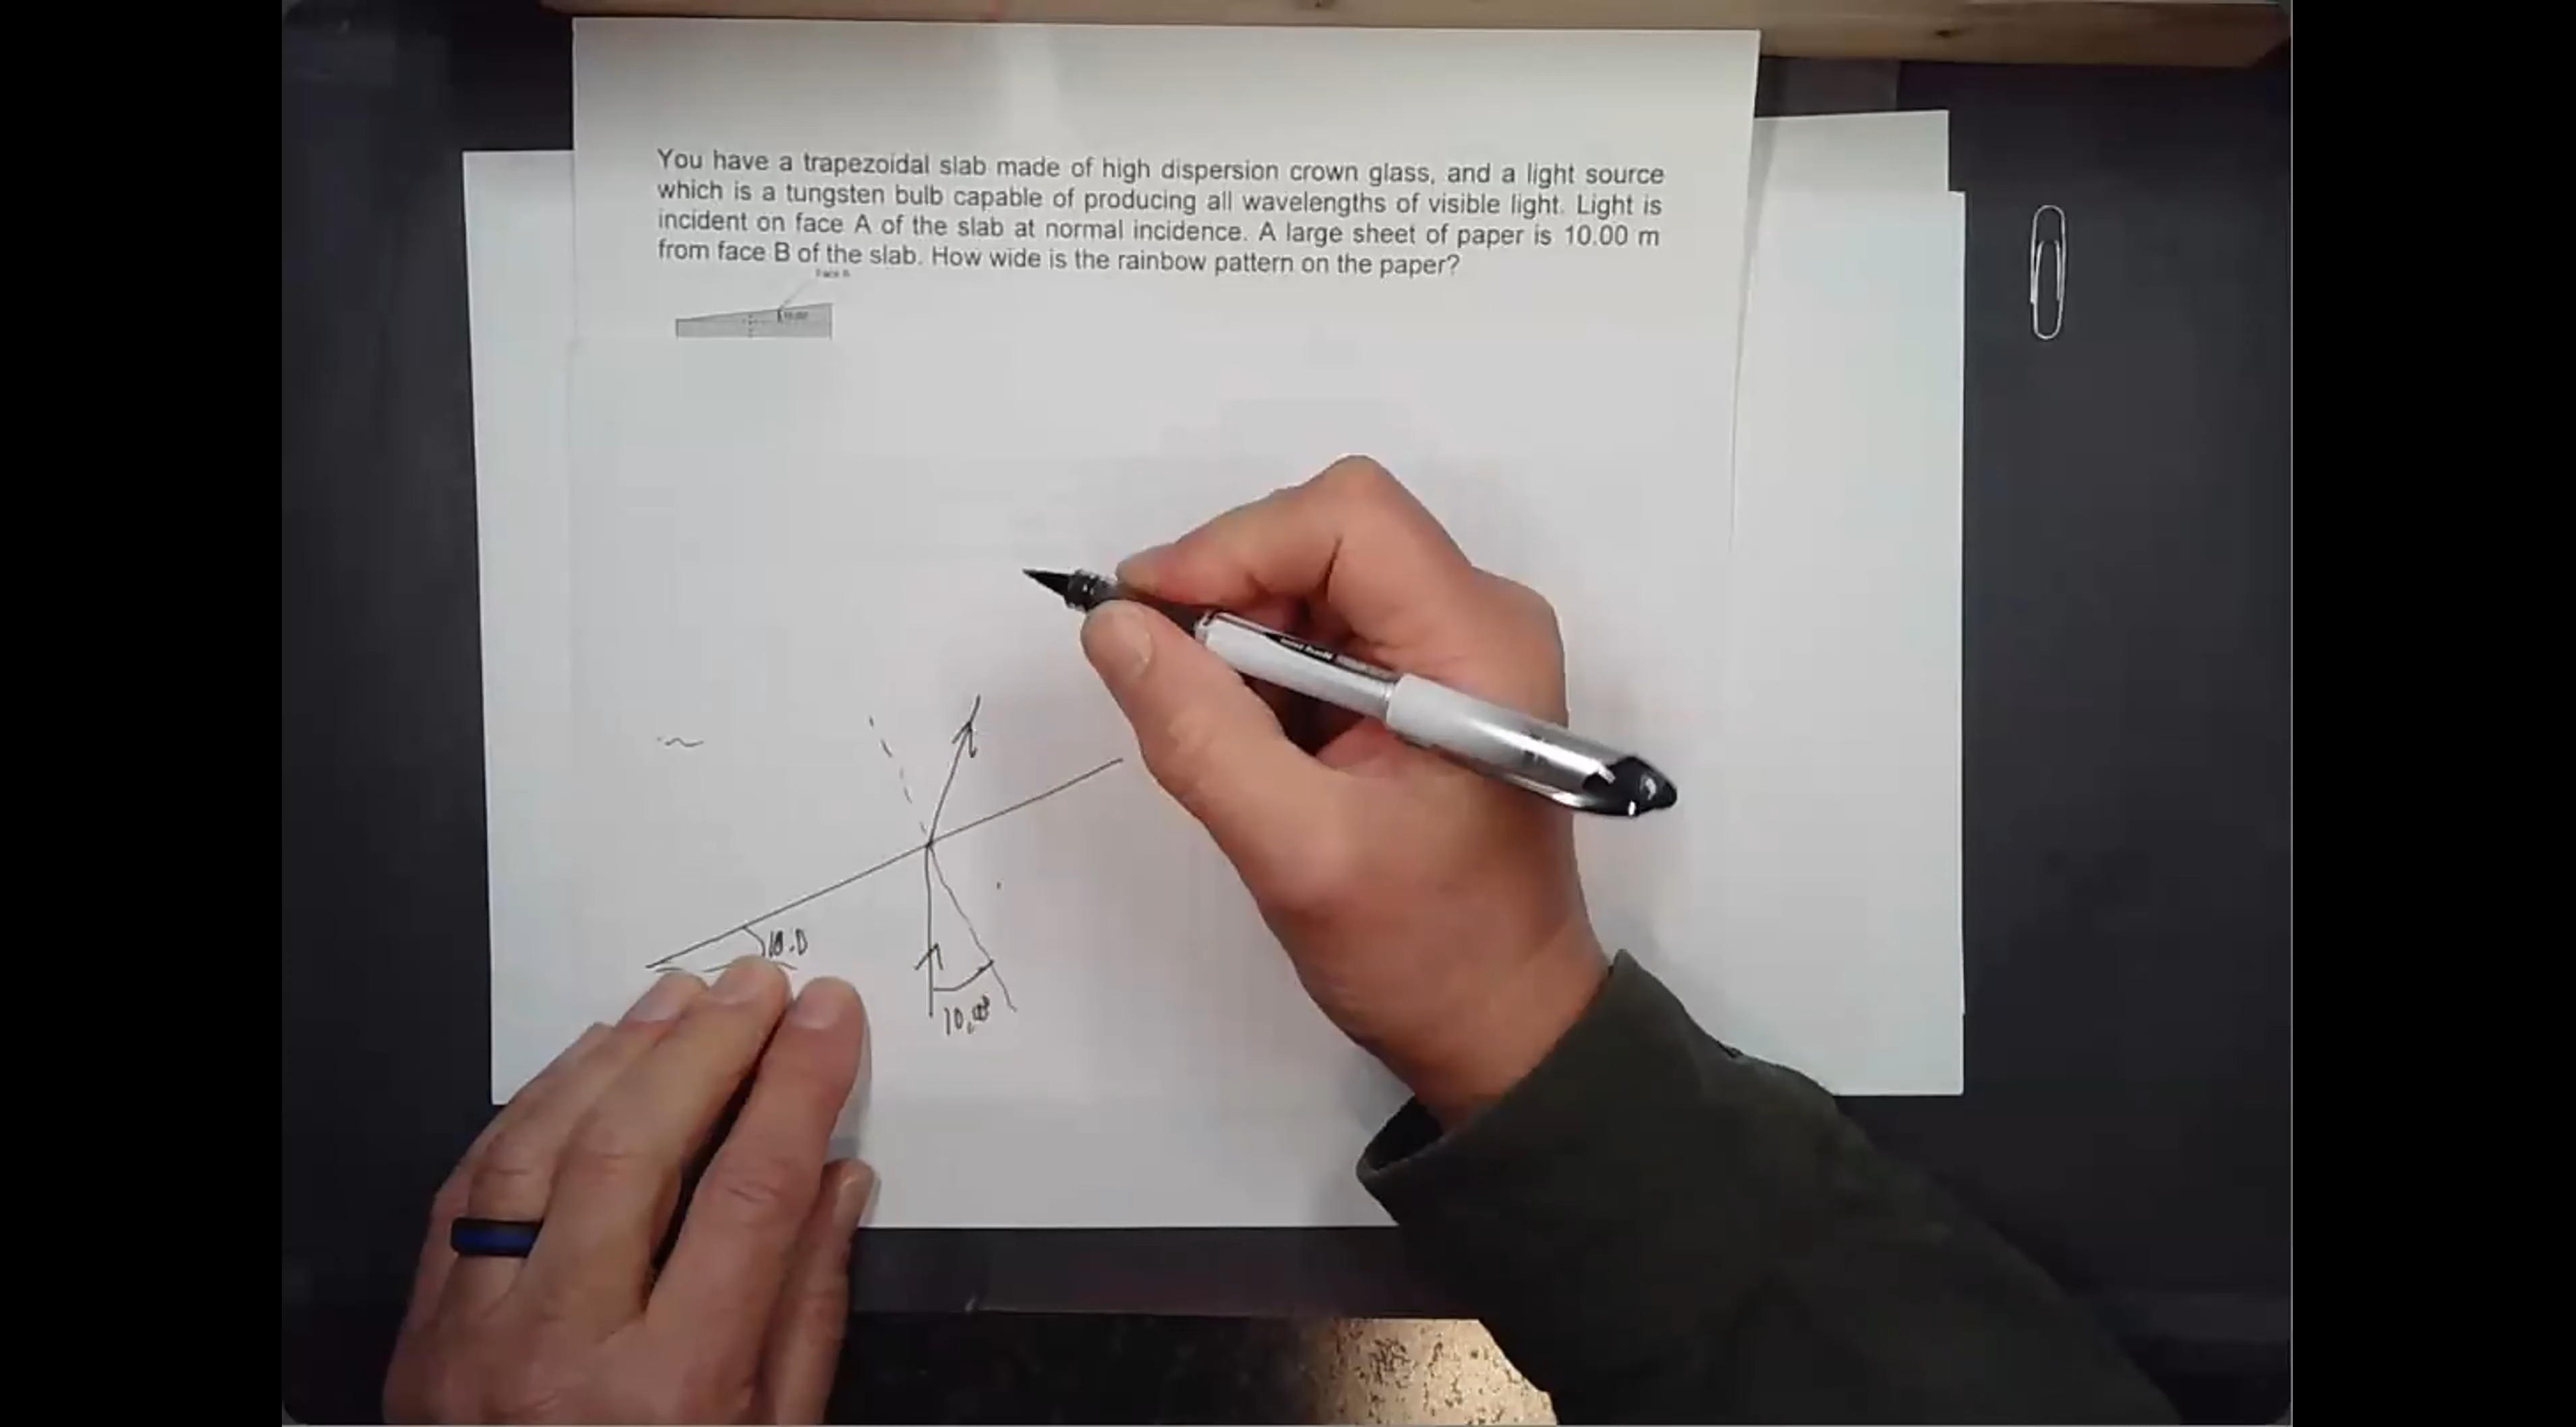 You have a trapezoidal slab made of high dispersion crown glass, and a light source
which is a tungsten bulb capable of producing all wavelengths of visible light. Light is
incident on face A of the slab at normal incidence. A large sheet of paper is 10.00 m
from face B of the slab. How wide is the rainbow pattern on the paper?
Face B
10.0
10.00°